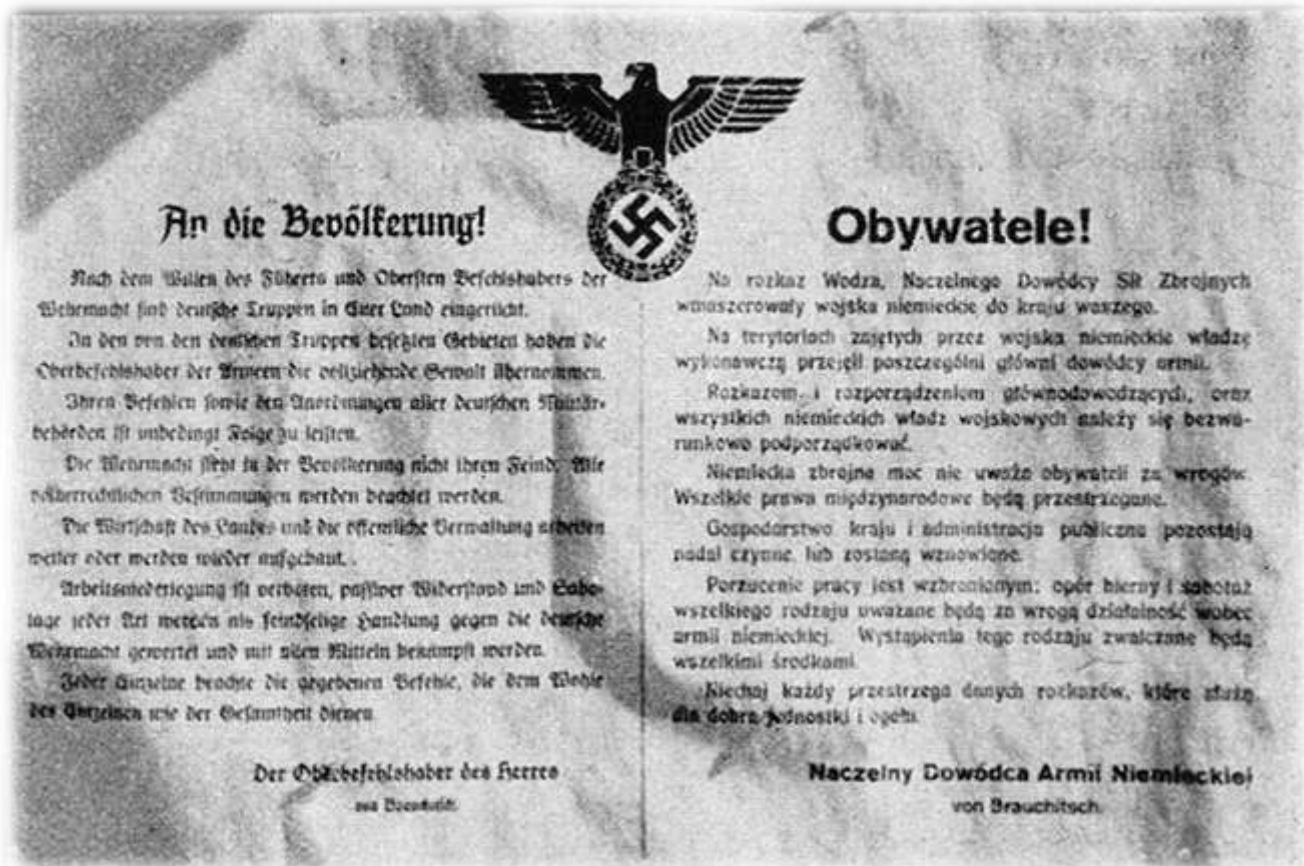 An die Bevölkerung!
Nach dem Willen des Führers und Obersten Befehlshabers der
Wehrmacht sind deutsche Truppen in Euer Land eingerückt.
In den von den deutschen Truppen besetzten Gebieten haben die
Oberbefehlshaber der Armeen die vollziehende Gewalt übernommen.
Ihren Befehlen sowie den Anordnungen aller deutschen Militär-
behörden ist unbedingt Folge zu leisten.
Die Wehrmacht sieht in der Bevölkerung nicht ihren Feind. Alle
völkerrechtlichen Bestimmungen werden beachtet werden.
Die Wirtschaft des Landes und die öffentliche Verwaltung arbeiten
weiter oder werden wieder aufgebaut.
Arbeitsniederlegung ist verboten, passiver Widerstand und Sabo-
tage jeder Art werden als feindselige Handlung gegen die deutsche
Wehrmacht gewertet und mit allen Mitteln bekämpft werden.
Jeder Einzelne beachte die gegebenen Befehle, die dem Wohle
des Einzelnen wie der Gesamtheit dienen.
Der Oberbefehlshaber des Heeres
von
Obywatele!
Na rozkaz Wodza, Naczelnego Dowódcy Sił Zbrojnych
wmaszerowały wojska niemieckie do kraju waszego.
Na terytoriach zajętych przez wojska niemieckie władzę
wykonawczą przejęli poszczególni główni dowódcy armii.
Rozkazom i rozporządzeniom głównodowodzących, oraz
wszystkich niemieckich władz wojskowych należy się bezwa-
runkowo podporządkować.
Niemiecka zbrojna moc nie uważa obywateli za wrogów.
Wszelkie prawa międzynarodowe będą przestrzegane.
Gospodarstwo kraju i administracja publiczna pozostają
nadal czynne, lub zostaną wznowione.
Porzucenie pracy jest wzbronionym; opór bierny i sabotaż
wszelkiego rodzaju uważane będą za wrogą działalność wobec
armii niemieckiej. Wystąpienia tego rodzaju zwalczane będą
wszelkimi środkami.
Niechaj każdy przestrzega danych rozkazów, które służą
dla dobra jednostki i ogółu.
Naczelny Dowódca Armii Niemieckiej
von Brauchitsch.